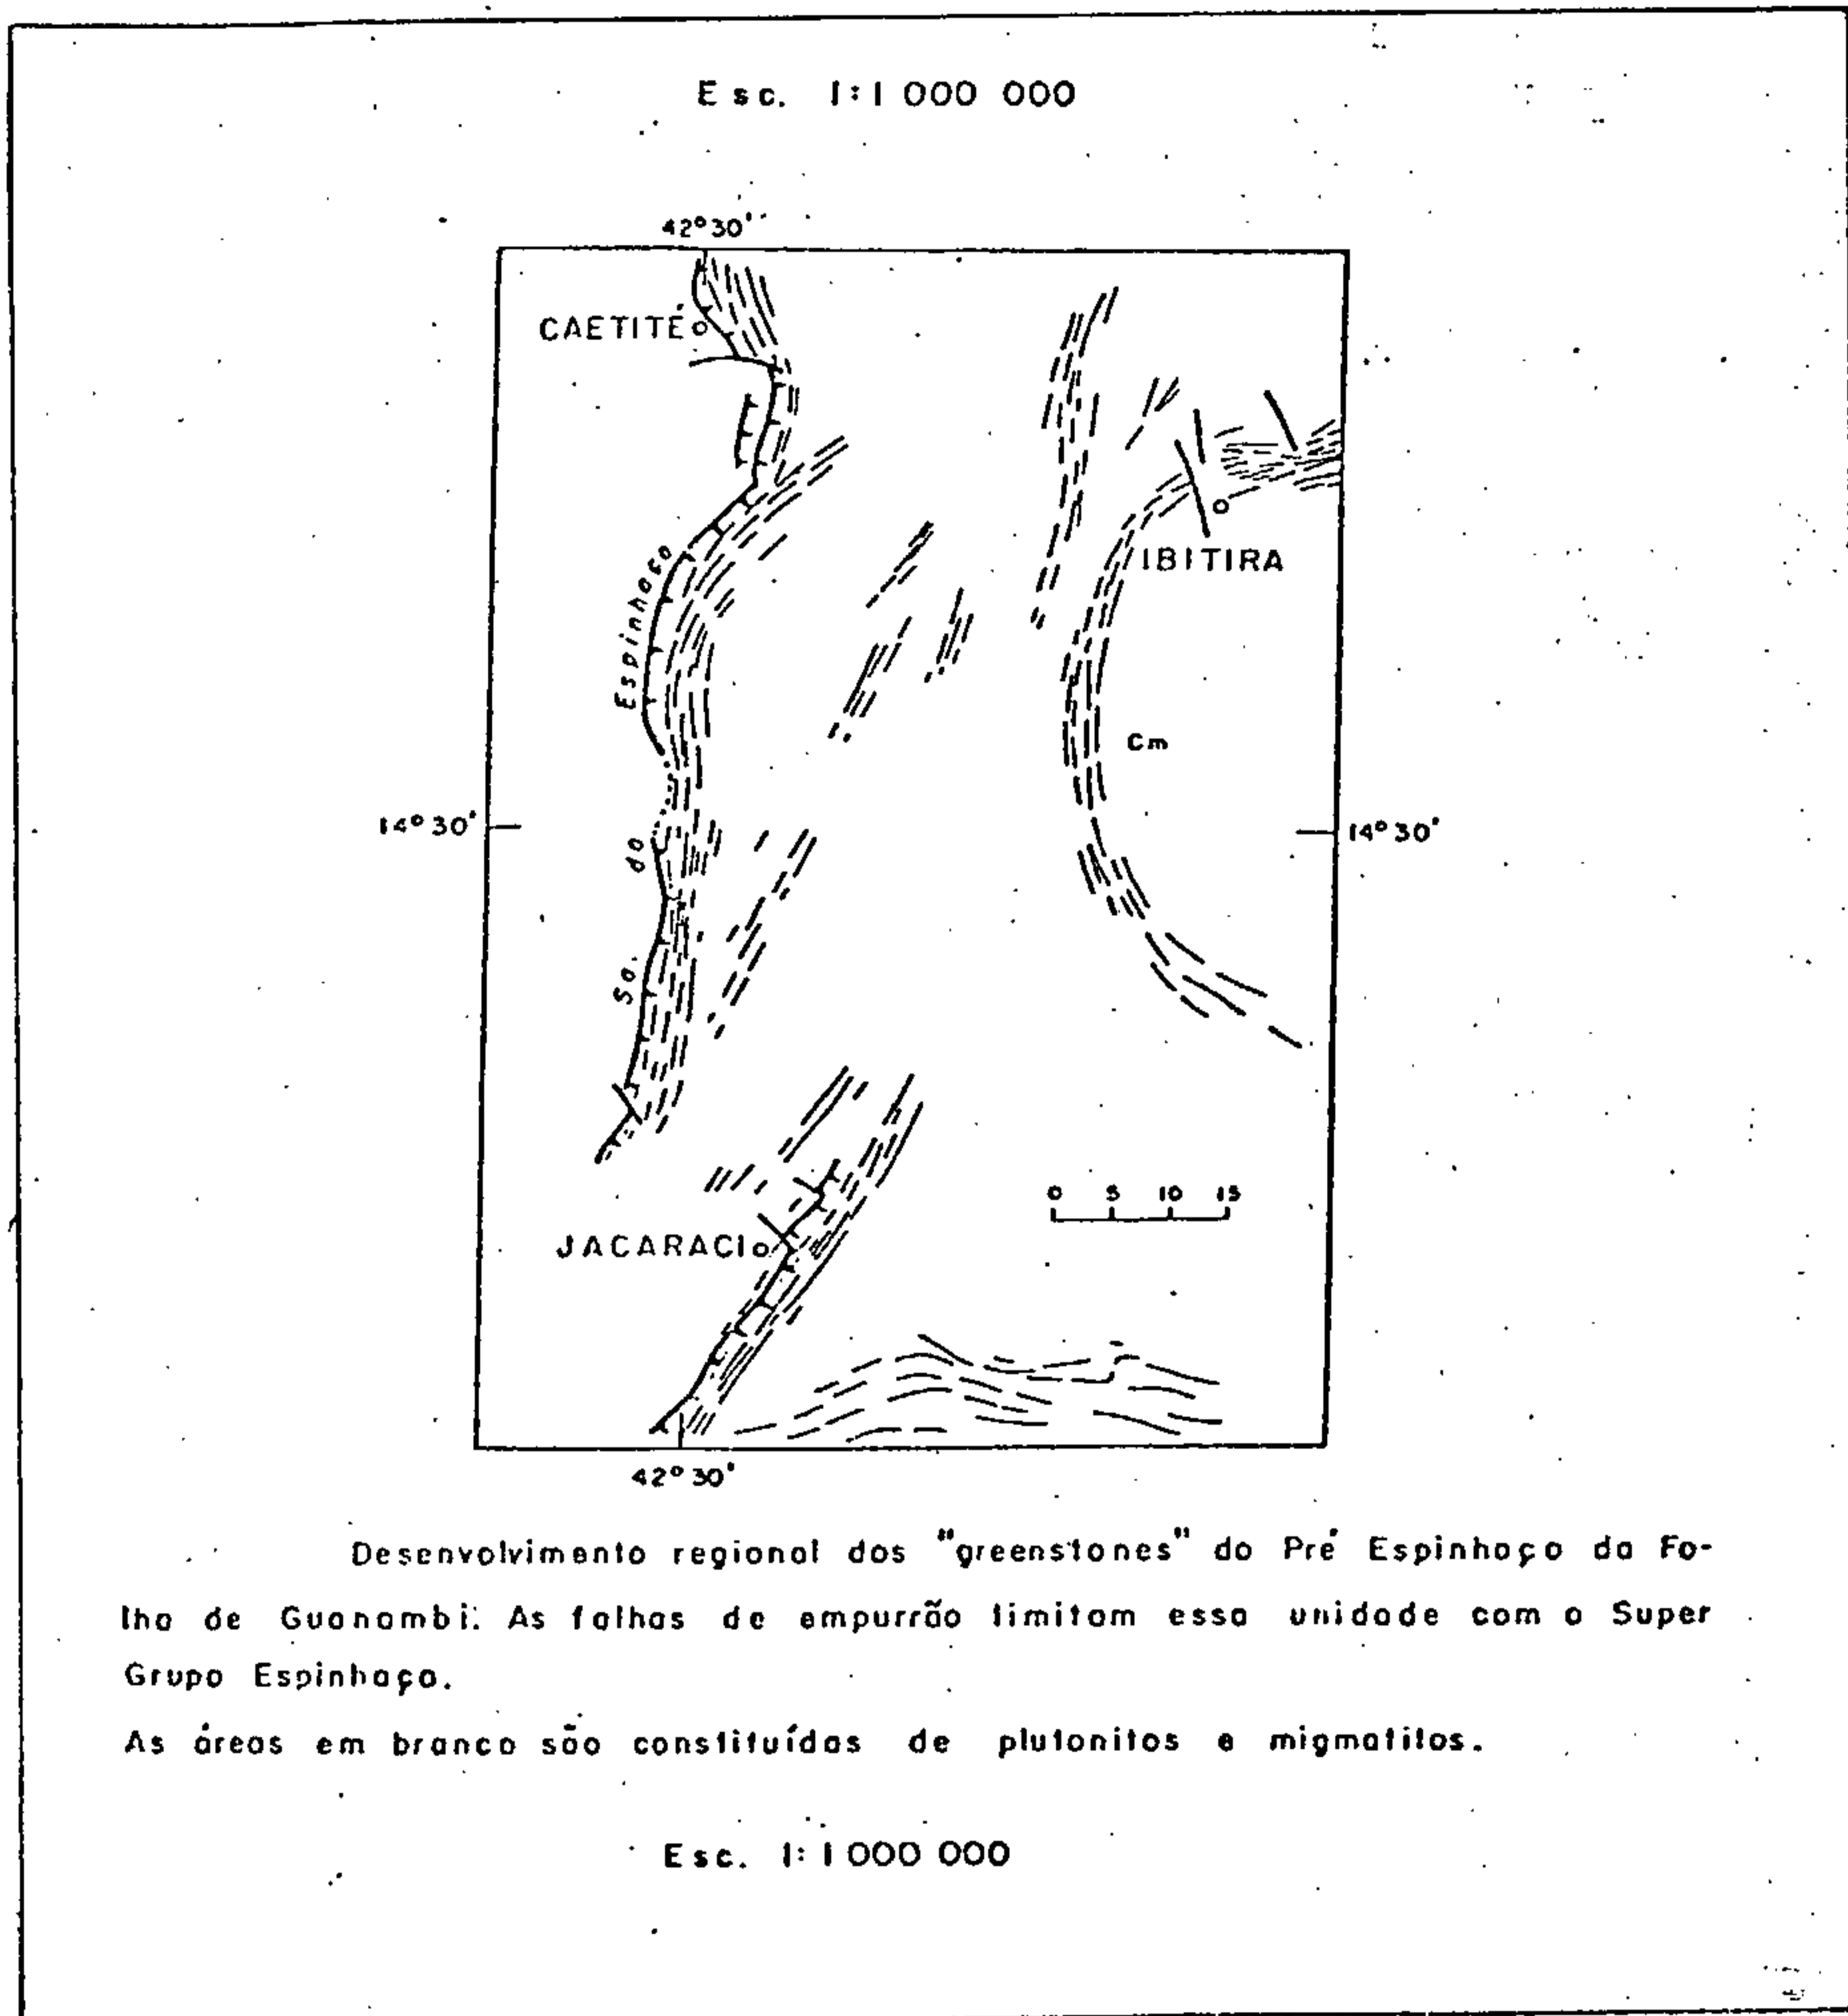 Esc. 1:1 000 000
42°30'
CAETITÉ
IBITIRA
Sa. do Espinhaço
Cm
14°30'
14°30'
0 5 10 15
JACARACI
42°30'
Desenvolvimento regional dos "greenstones" do Pré Espinhaço da Fo-
lha de Guanambi. As falhas de empurrão limitam essa unidade com o Super
Grupo Espinhaço.
As áreas em branco são constituídas de plutonitos e migmatitos.
Esc. 1:1 000 000